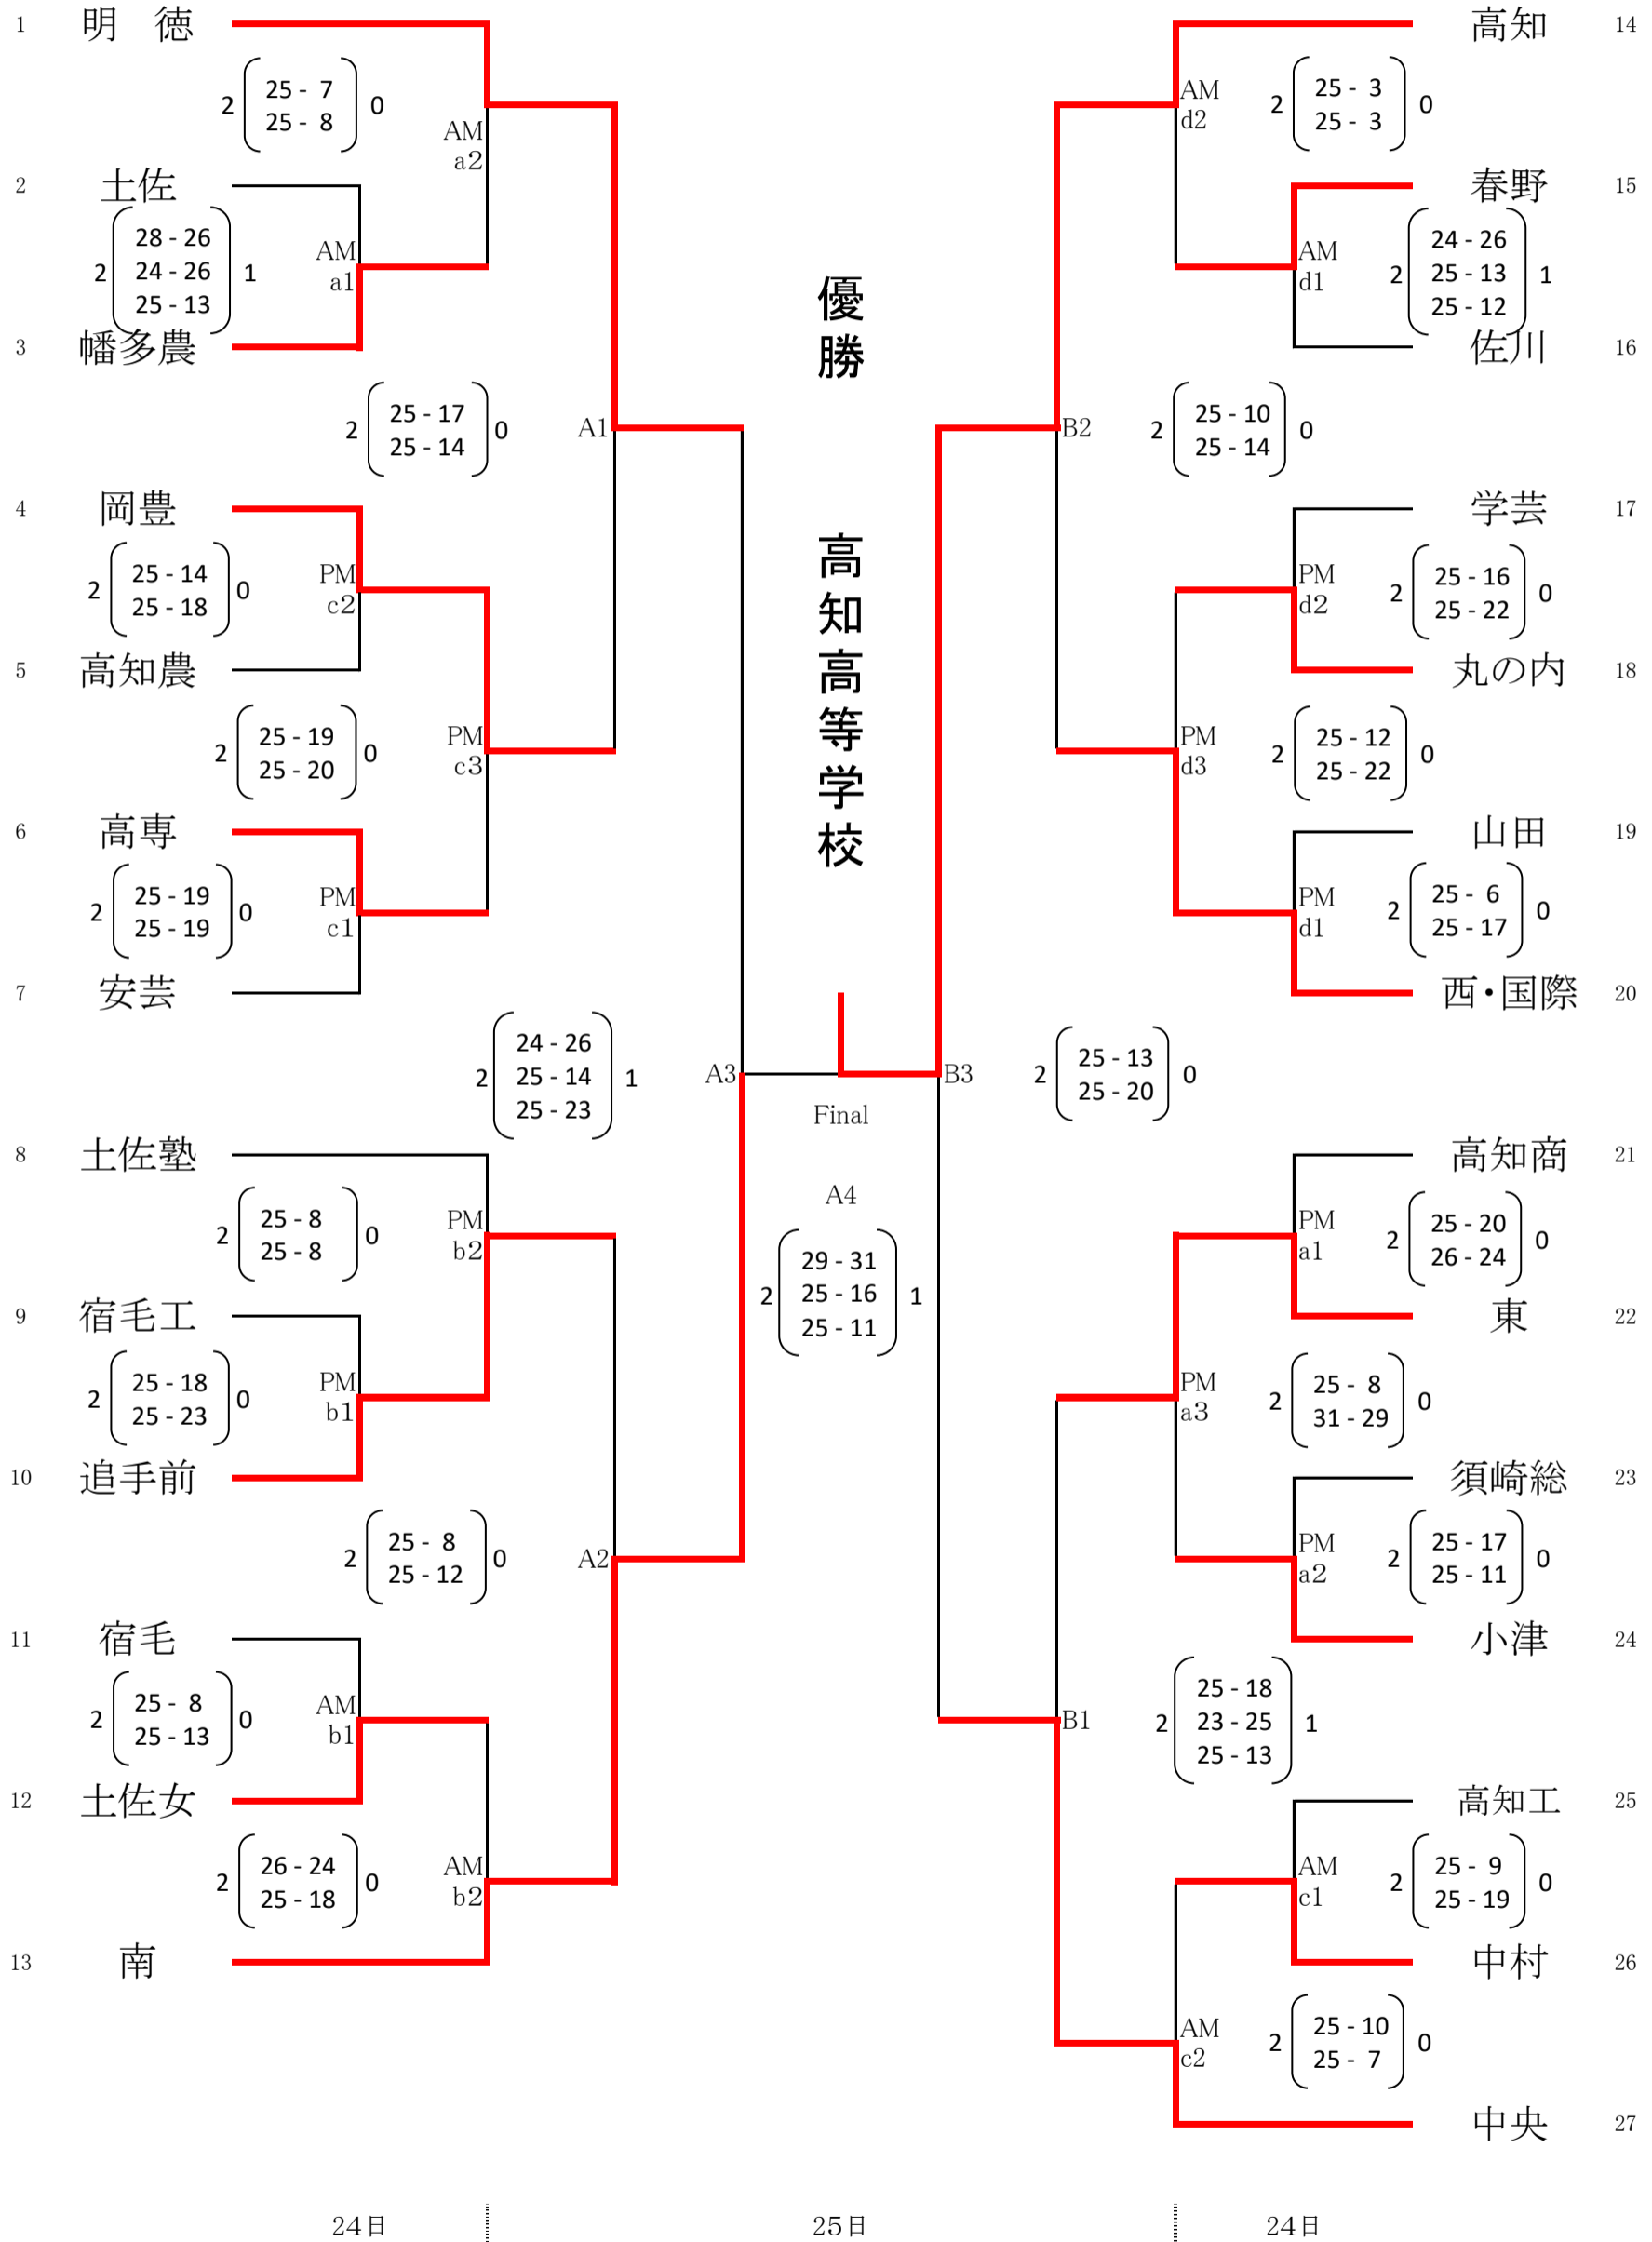 1 明　徳
2 ( 25 - 7 0
25 - 8 )
AM
a2
2 土佐
2 ( 28 - 26
24 - 26 1
25 - 13 )
AM
a1
3 幡多農
2 ( 25 - 17 0
25 - 14 )
A1
4 岡豊
2 ( 25 - 14 0
25 - 18 )
PM
c2
5 高知農
2 ( 25 - 19 0
25 - 20 )
PM
c3
6 高専
2 ( 25 - 19 0
25 - 19 )
PM
c1
7 安芸
2 ( 24 - 26
25 - 14 1
25 - 23 )
A3
8 土佐塾
2 ( 25 - 8 0
25 - 8 )
PM
b2
9 宿毛工
2 ( 25 - 18 0
25 - 23 )
PM
b1
10 追手前
2 ( 25 - 8 0
25 - 12 )
A2
11 宿毛
2 ( 25 - 8 0
25 - 13 )
AM
b1
12 土佐女
2 ( 26 - 24 0
25 - 18 )
AM
b2
13 南
優勝
高知高等学校
Final
A4
2 ( 29 - 31
25 - 16 1
25 - 11 )
高知 14
AM
d2
2 ( 25 - 3 0
25 - 3 )
春野 15
AM
d1
2 ( 24 - 26
25 - 13 1
25 - 12 )
佐川 16
B2
2 ( 25 - 10 0
25 - 14 )
学芸 17
PM
d2
2 ( 25 - 16 0
25 - 22 )
丸の内 18
PM
d3
2 ( 25 - 12 0
25 - 22 )
山田 19
PM
d1
2 ( 25 - 6 0
25 - 17 )
西・国際 20
B3
2 ( 25 - 13 0
25 - 20 )
高知商 21
PM
a1
2 ( 25 - 20 0
26 - 24 )
東 22
PM
a3
2 ( 25 - 8 0
31 - 29 )
須崎総 23
PM
a2
2 ( 25 - 17 0
25 - 11 )
小津 24
B1
2 ( 25 - 18
23 - 25 1
25 - 13 )
高知工 25
AM
c1
2 ( 25 - 9 0
25 - 19 )
中村 26
AM
c2
2 ( 25 - 10 0
25 - 7 )
中央 27
24日 25日 24日